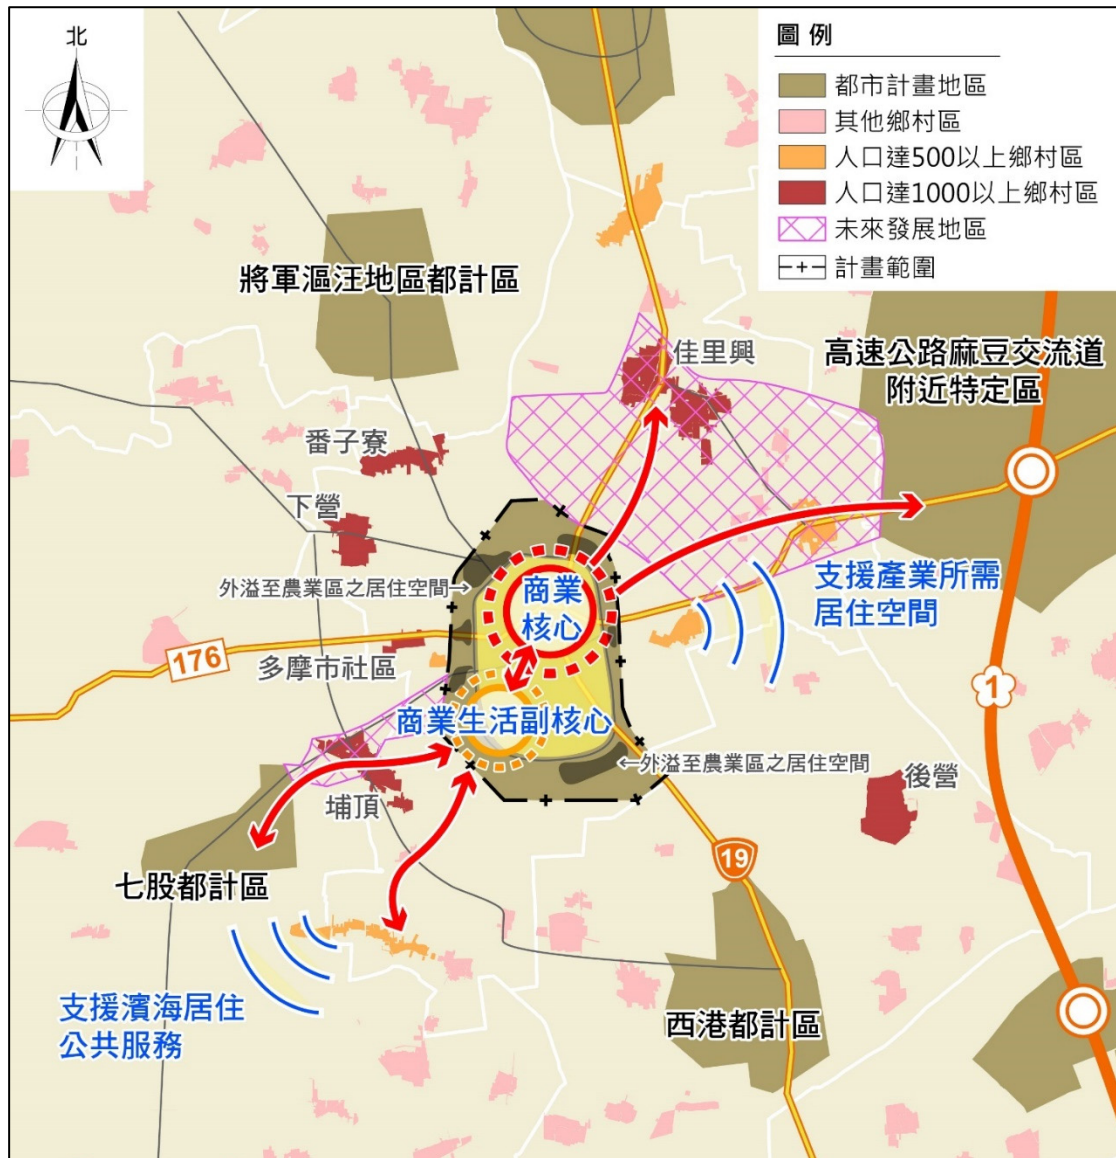 北
圖 例
都市計畫地區
其他鄉村區
人口達500以上鄉村區
人口達1000以上鄉村區
未來發展地區
計畫範圍
將軍漚汪地區都計區
佳里興
高速公路麻豆交流道
附近特定區
番子寮
下營
外溢至農業區之居住空間→
商業
核心
支援產業所需
居住空間
176
多摩市社區
商業生活副核心
1
←外溢至農業區之居住空間
埔頂
後營
19
七股都計區
支援濱海居住
公共服務
西港都計區